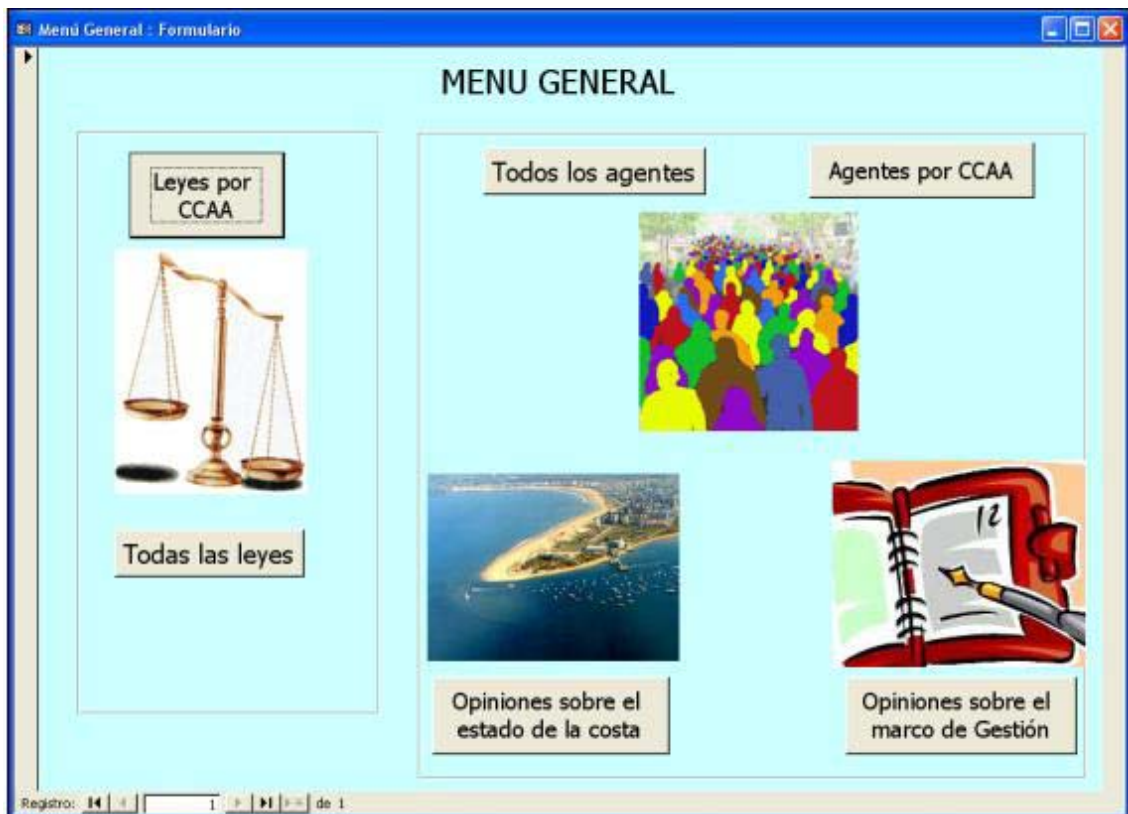 Menú General : Formulario
MENU GENERAL
Leyes por
CCAA
Todas las leyes
Todos los agentes
Agentes por CCAA
12
Opiniones sobre el
estado de la costa
Opiniones sobre el
marco de Gestión
Registro: 1 de 1